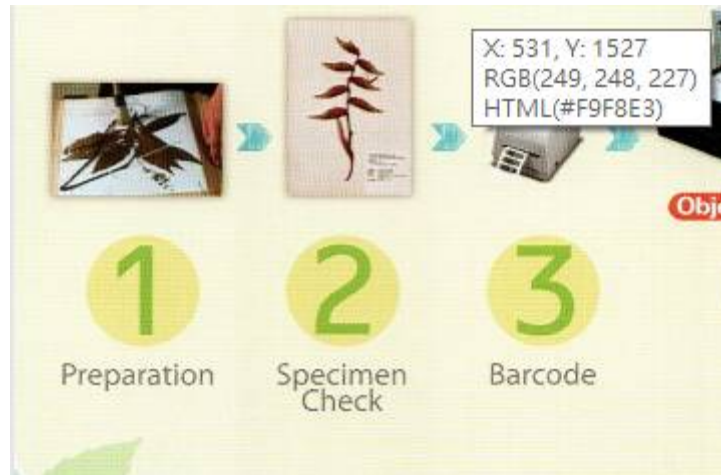 X: 531, Y: 1527
RGB(249, 248, 227)
HTML(#F9F8E3)
1
2
3
Preparation
Specimen
Check
Barcode